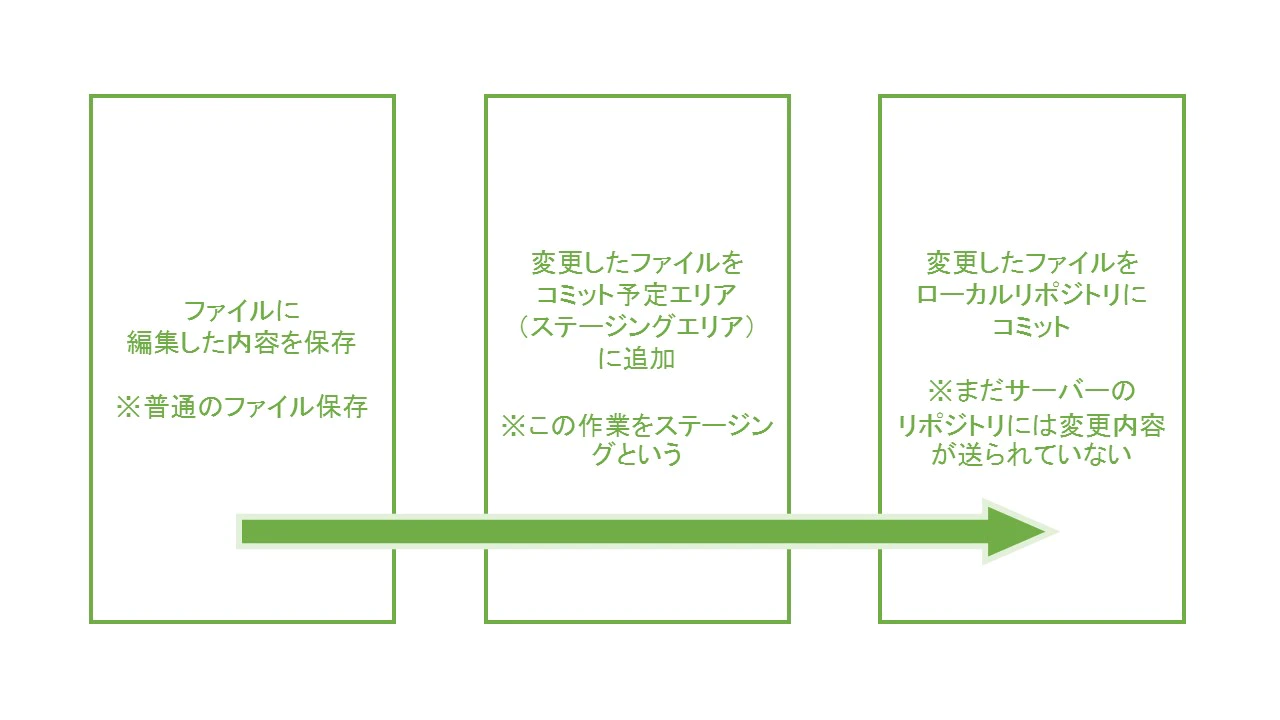 ファイルに
編集した内容を保存
※普通のファイル保存
変更したファイルを
コミット予定エリア
（ステージングエリア）
に追加
※この作業をステージン
グという
変更したファイルを
ローカルリポジトリに
コミット
※まだサーバーの
リポジトリには変更内容
が送られていない